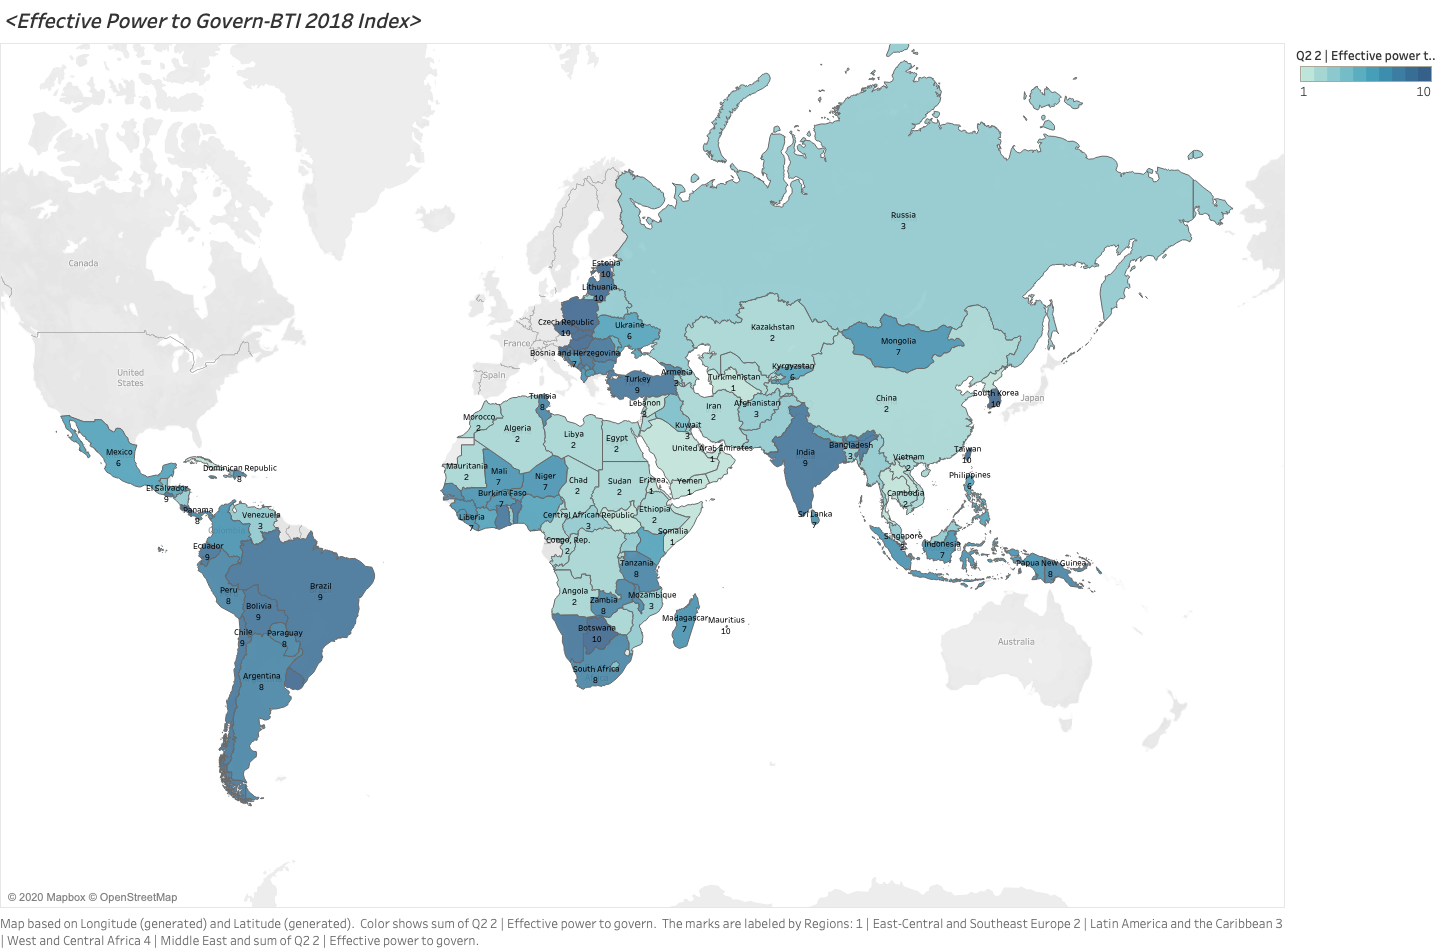 <Effective Power to Govern-BTI 2018 Index>
Q2 2 | Effective power t..
1
10
Russia
3
Canada
Estonia
10
Lithuania
10
Czech Republic
10
Ukraine
6
Kazakhstan
2
Mongolia
7
France
Bosnia and Herzegovina
7
United
States
Spain
Turkey
9
Armenia
3
Turkmenistan
1
Kyrgyzstan
6
China
2
South Korea
10
Japan
Tunisia
8
Lebanon
Iran
2
Afghanistan
3
Morocco
2
Algeria
2
Libya
2
Egypt
2
Kuwait
3
United Arab Emirates
1
India
9
Bangladesh
3
Taiwan
10
Mexico
6
Dominican Republic
8
Mauritania
2
Mali
7
Niger
7
Chad
2
Sudan
2
Eritrea
1
Yemen
1
Vietnam
2
Philippines
6
El Salvador
9
Burkina Faso
7
Cambodia
2
Panama
8
Venezuela
3
Liberia
7
Central African Republic
3
Ethiopia
2
Sri Lanka
7
Colombia
Somalia
1
Singapore
Indonesia
7
Ecuador
9
Congo, Rep.
2
Tanzania
8
Papua New Guinea
8
Peru
8
Brazil
9
Angola
2
Zambia
8
Mozambique
3
Bolivia
9
Madagascar
7
Mauritius
10
Chile
9
Paraguay
8
Botswana
10
Australia
Argentina
8
South Africa
8
© 2020 Mapbox © OpenStreetMap
Map based on Longitude (generated) and Latitude (generated).  Color shows sum of Q2 2 | Effective power to govern.  The marks are labeled by Regions: 1 | East-Central and Southeast Europe 2 | Latin America and the Caribbean 3
| West and Central Africa 4 | Middle East and sum of Q2 2 | Effective power to govern.